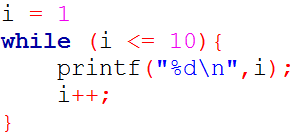 i = 1
while (i <= 10){
    printf("%d\n",i);
    i++;
}